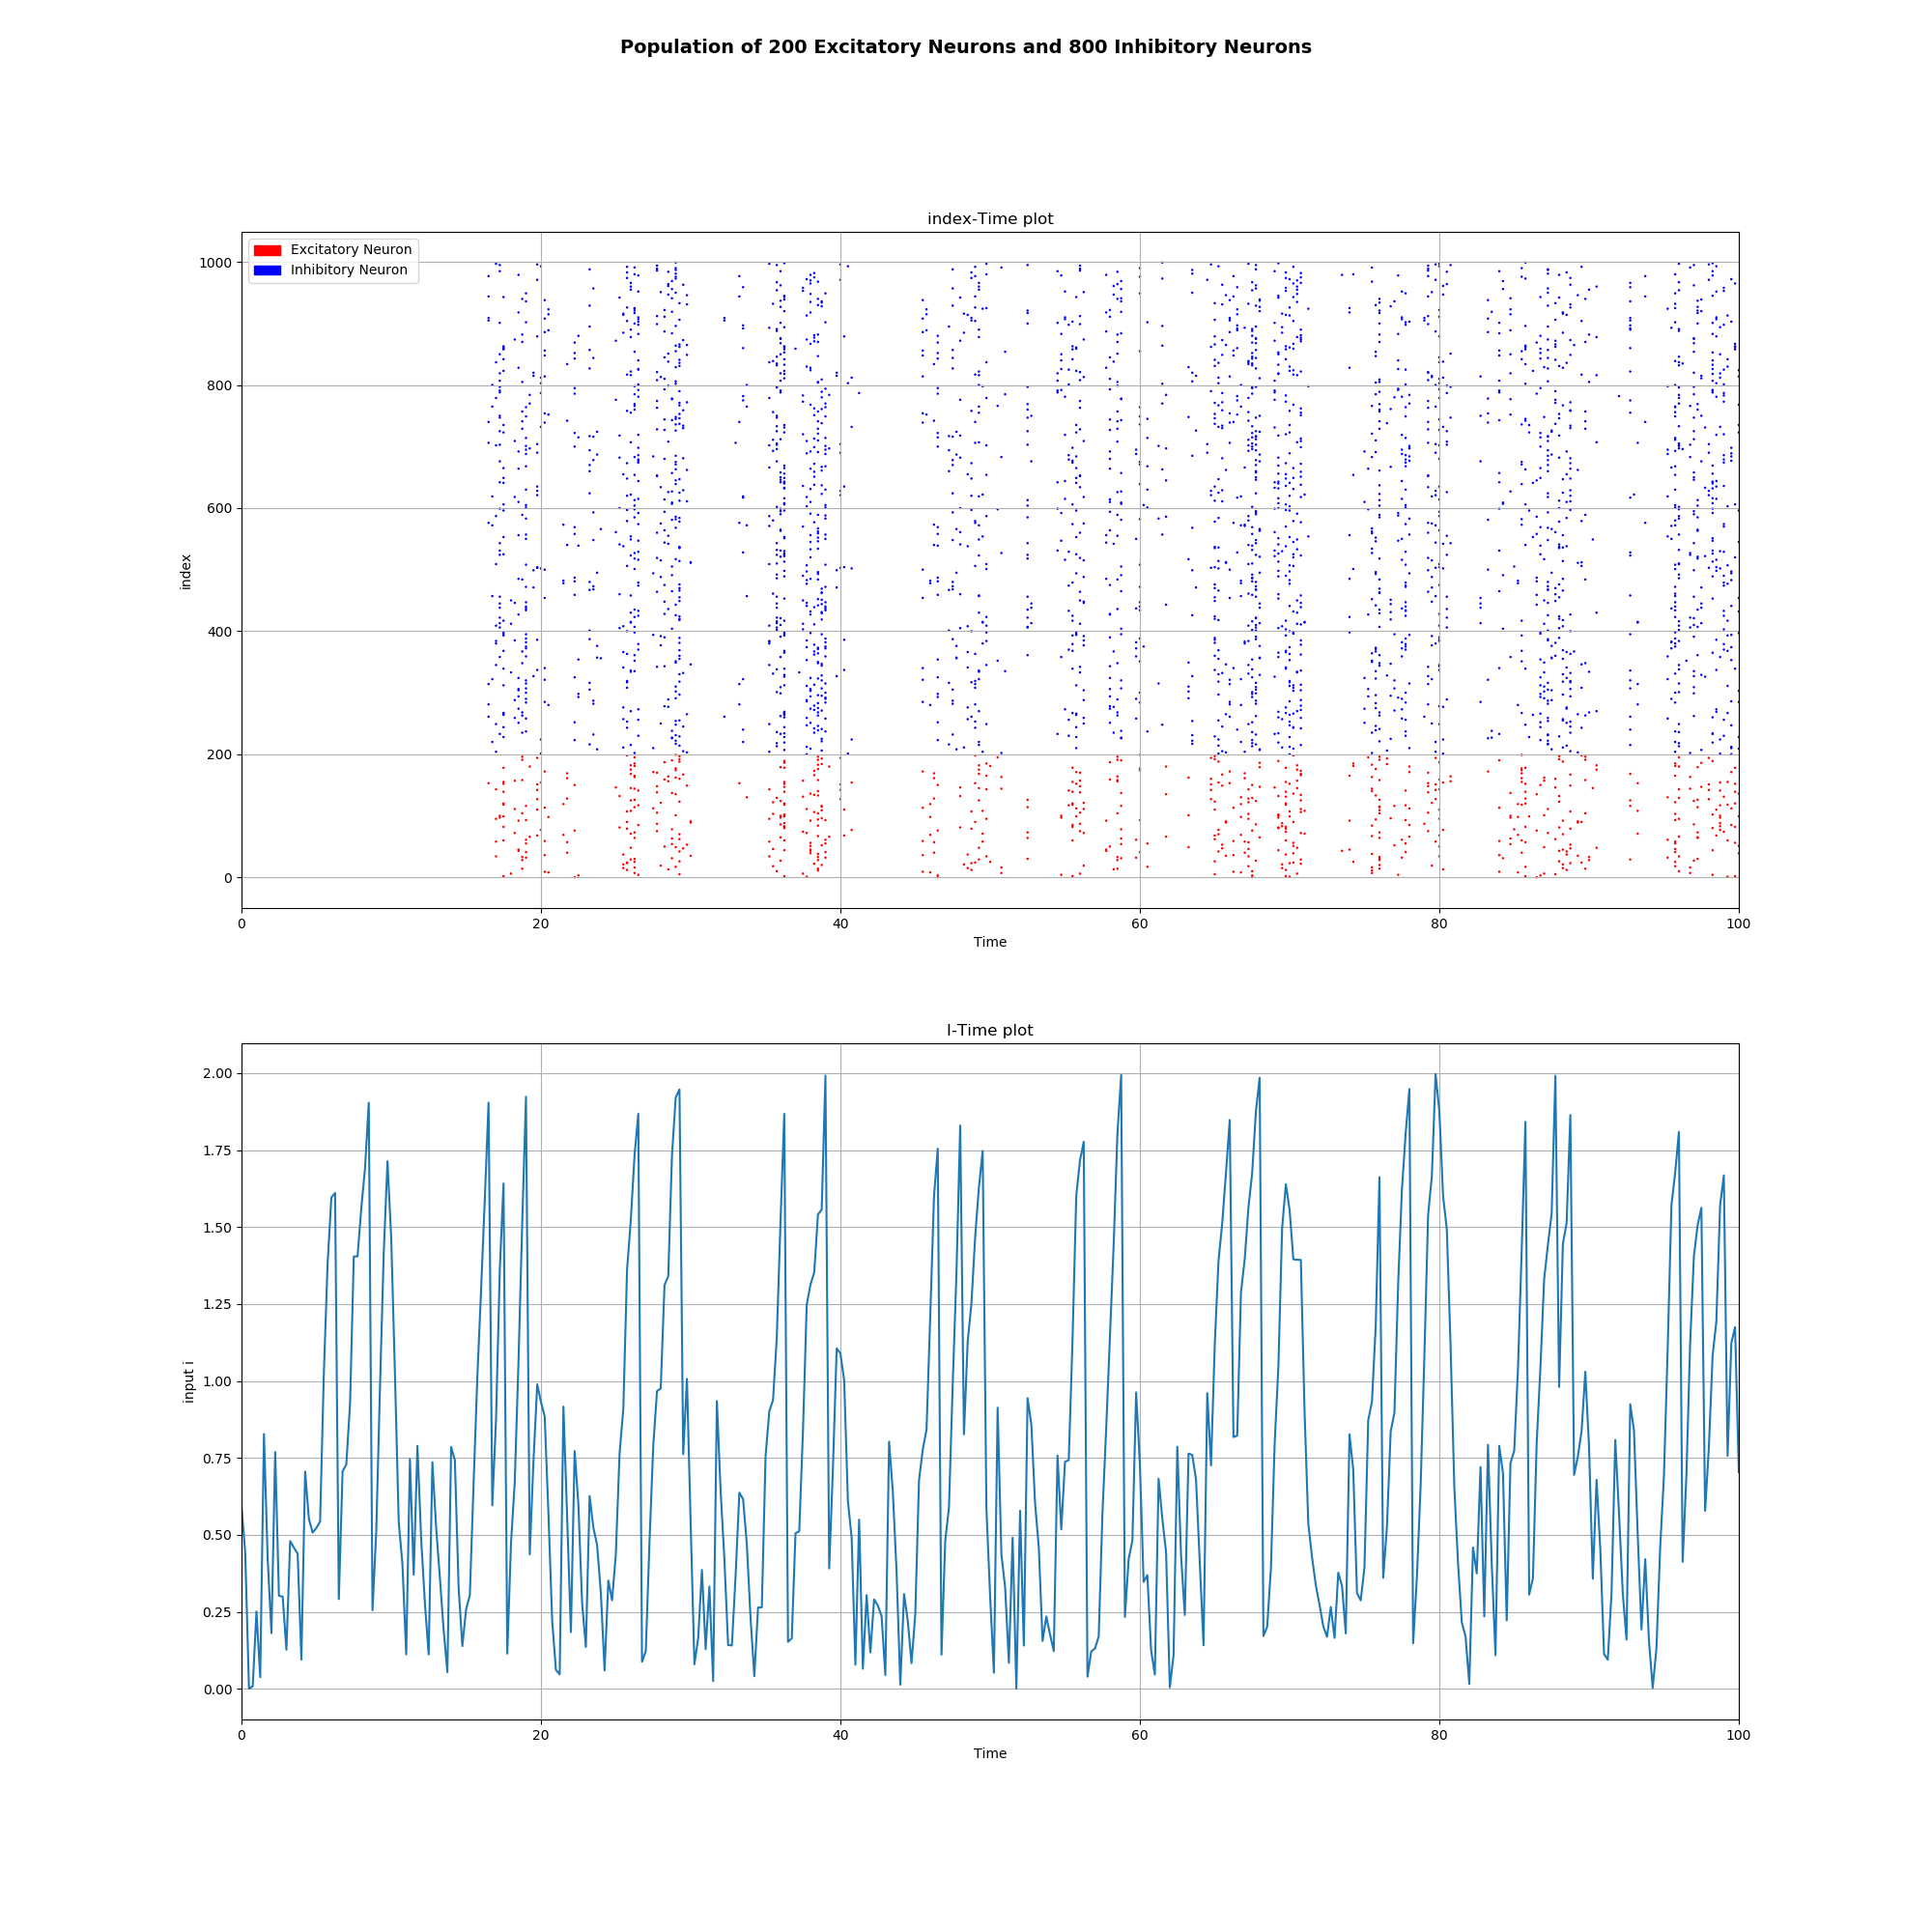 Population of 200 Excitatory Neurons and 800 Inhibitory Neurons
index-Time plot
Excitatory Neuron
Inhibitory Neuron
1000
800
600
400
200
0
index
0 20 40 60 80 100
Time
I-Time plot
2.00
1.75
1.50
1.25
1.00
0.75
0.50
0.25
0.00
input i
0 20 40 60 80 100
Time